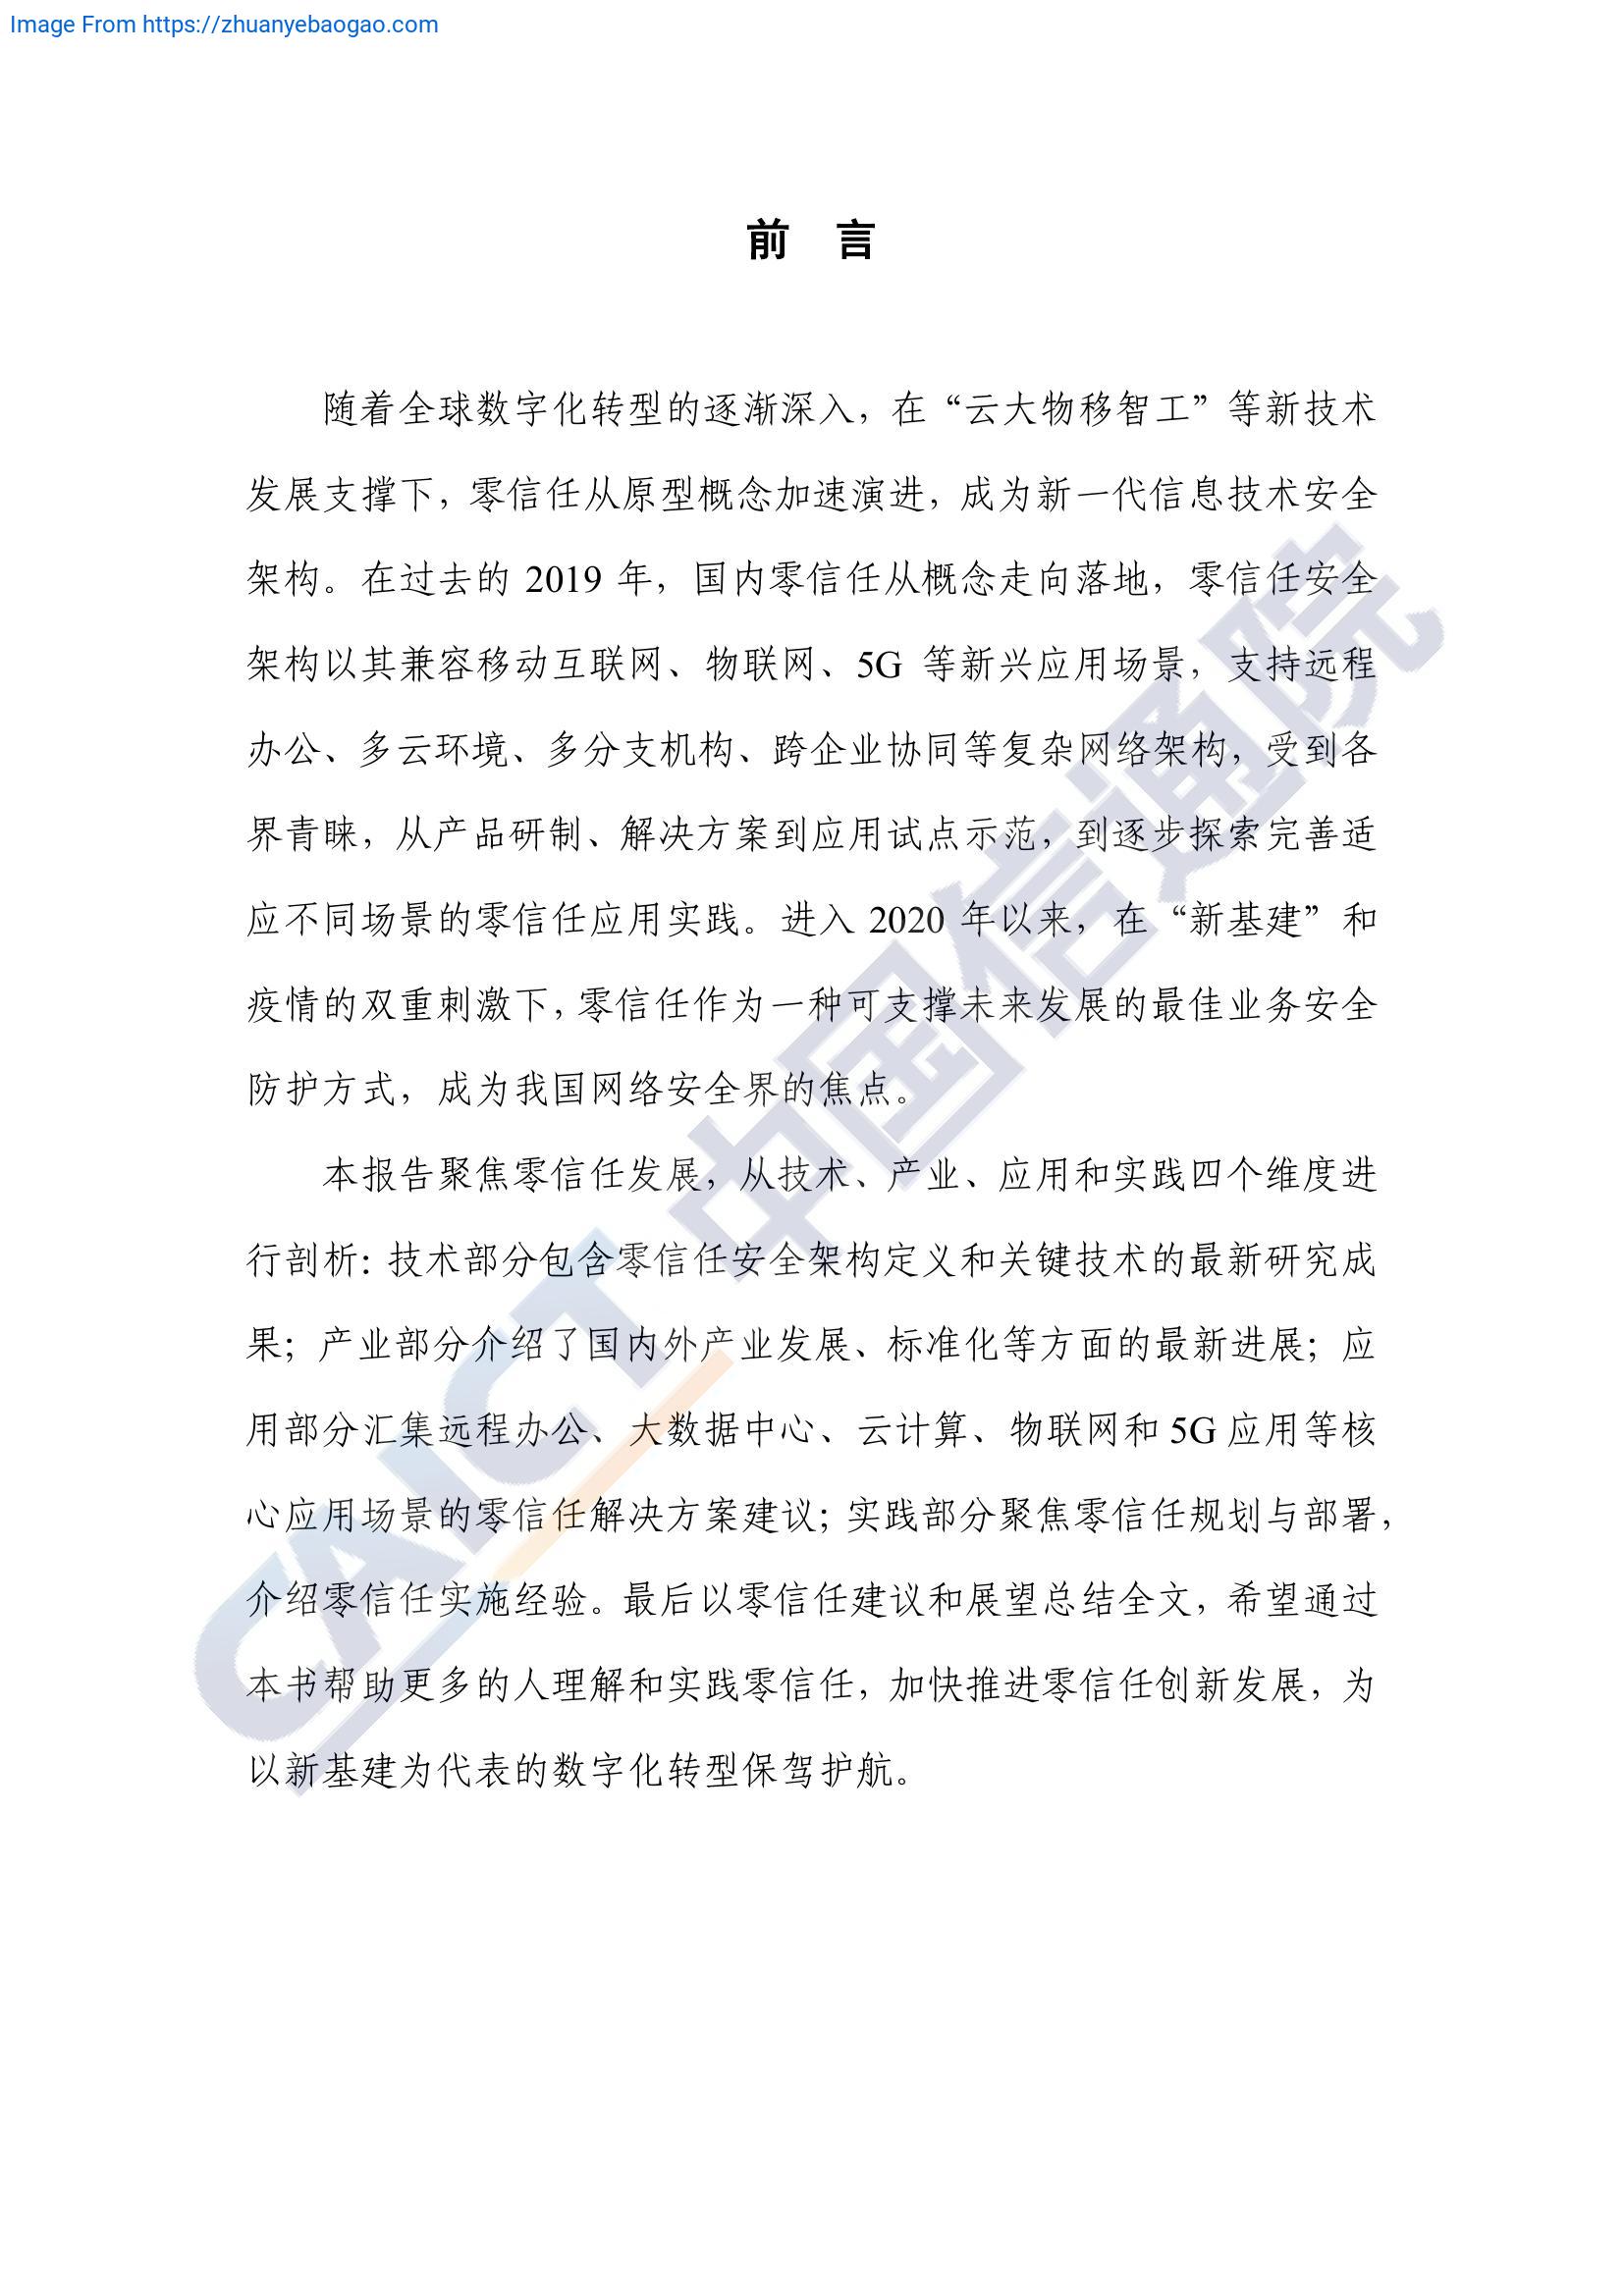 Image From https://zhuanyebaogao.com
前 言
随着全球数字化转型的逐渐深入，在“云大物移智工”等新技术
发展支撑下，零信任从原型概念加速演进，成为新一代信息技术安全
架构。在过去的 2019 年，国内零信任从概念走向落地，零信任安全
架构以其兼容移动互联网、物联网、5G 等新兴应用场景，支持远程
办公、多云环境、多分支机构、跨企业协同等复杂网络架构，受到各
界青睐，从产品研制、解决方案到应用试点示范，到逐步探索完善适
应不同场景的零信任应用实践。进入 2020 年以来，在“新基建”和
疫情的双重刺激下，零信任作为一种可支撑未来发展的最佳业务安全
防护方式，成为我国网络安全界的焦点。
本报告聚焦零信任发展，从技术、产业、应用和实践四个维度进
行剖析：技术部分包含零信任安全架构定义和关键技术的最新研究成
果；产业部分介绍了国内外产业发展、标准化等方面的最新进展；应
用部分汇集远程办公、大数据中心、云计算、物联网和 5G 应用等核
心应用场景的零信任解决方案建议；实践部分聚焦零信任规划与部署，
介绍零信任实施经验。最后以零信任建议和展望总结全文，希望通过
本书帮助更多的人理解和实践零信任，加快推进零信任创新发展，为
以新基建为代表的数字化转型保驾护航。
CAICT 中国信通院